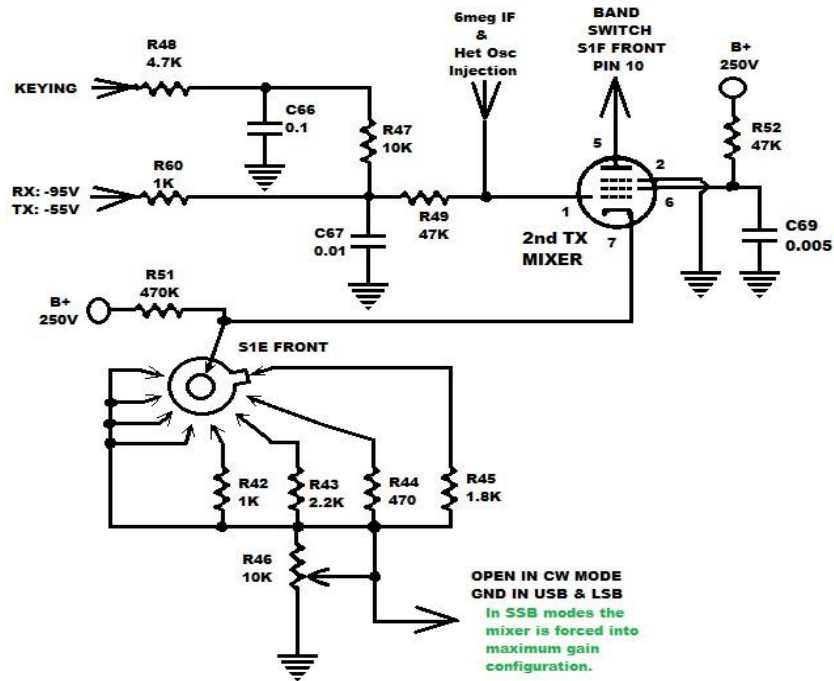 R48
4.7K
KEYING
C66
0.1
R47
10K
6meg IF
&
Het Osc
Injection
BAND
SWITCH
S1F FRONT
PIN 10
B+
250V
R52
47K
R60
1K
RX: -95V
TX: -55V
R49
47K
C67
0.01
5
2
6
1
7
2nd TX
MIXER
C69
0.005
R51
470K
B+
250V
S1E FRONT
R42
1K
R43
2.2K
R44
470
R45
1.8K
R46
10K
OPEN IN CW MODE
GND IN USB & LSB
In SSB modes the
mixer is forced into
maximum gain
configuration.